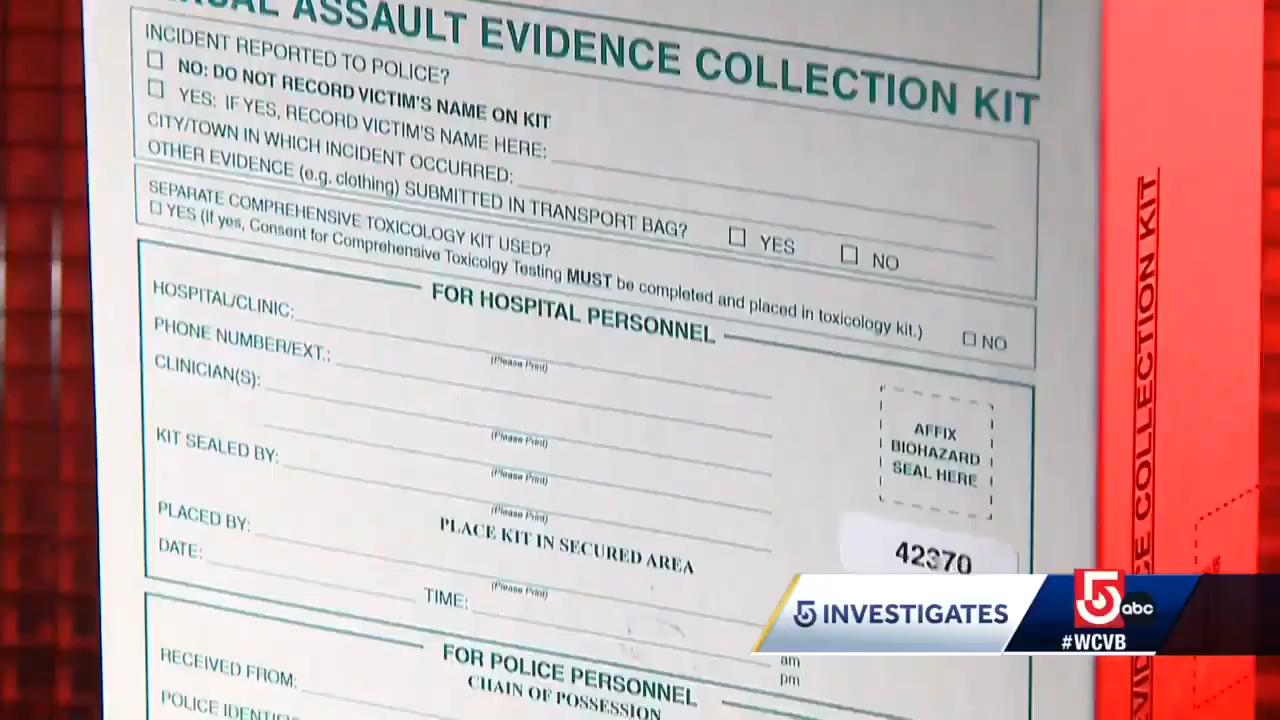 ASSAULT EVIDENCE COLLECTION KIT
INCIDENT REPORTED TO POLICE?
☐ NO: DO NOT RECORD VICTIM'S NAME ON KIT
☐ YES: IF YES, RECORD VICTIM'S NAME HERE:
CITY/TOWN IN WHICH INCIDENT OCCURRED:
OTHER EVIDENCE (e.g. clothing) SUBMITTED IN TRANSPORT BAG? ☐ YES ☐ NO
SEPARATE COMPREHENSIVE TOXICOLOGY KIT USED?
☐ YES (If yes, Consent for Comprehensive Toxicolgy Testing MUST be completed and placed in toxicology kit.) ☐ NO
FOR HOSPITAL PERSONNEL
HOSPITAL/CLINIC:
(Please Print)
PHONE NUMBER/EXT.:
CLINICIAN(S):
(Please Print)
(Please Print)
KIT SEALED BY:
(Please Print)
PLACE KIT IN SECURED AREA
PLACED BY:
(Please Print)
DATE: TIME: am
pm
AFFIX
BIOHAZARD
SEAL HERE
42370
FOR POLICE PERSONNEL
CHAIN OF POSSESSION
RECEIVED FROM:
POLICE
COLLECTION KIT
5 INVESTIGATES
5 abc
#WCVB